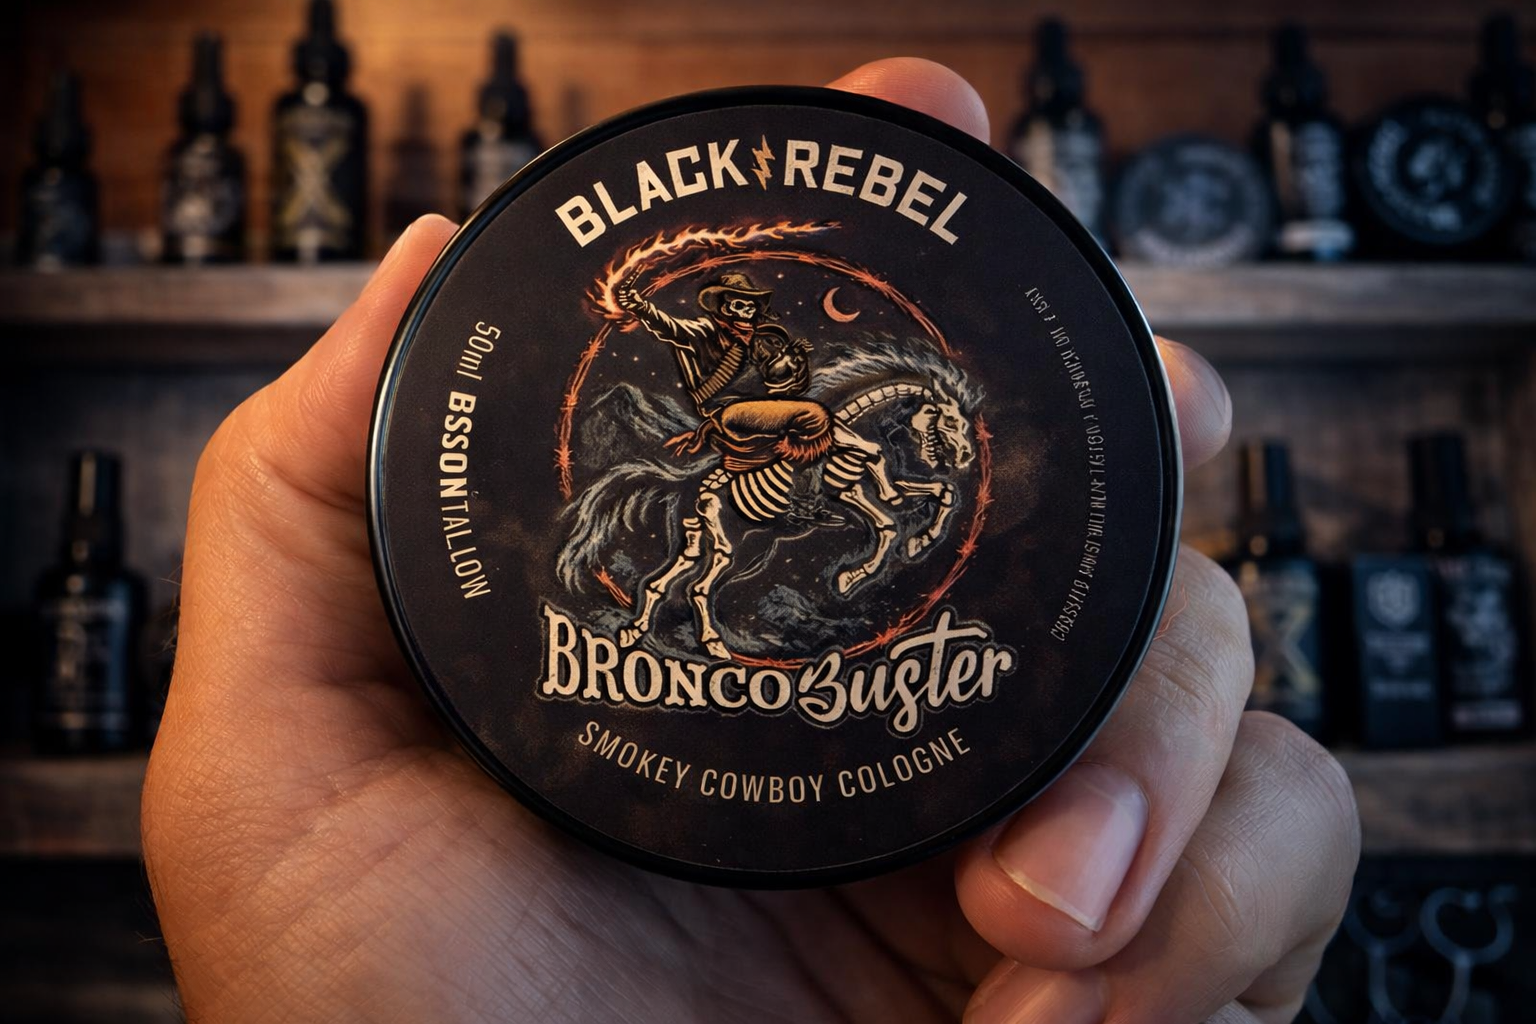 BLACK REBEL
50ml BSSONTALLOW
BRONCO Buster
SMOKEY COWBOY COLOGNE